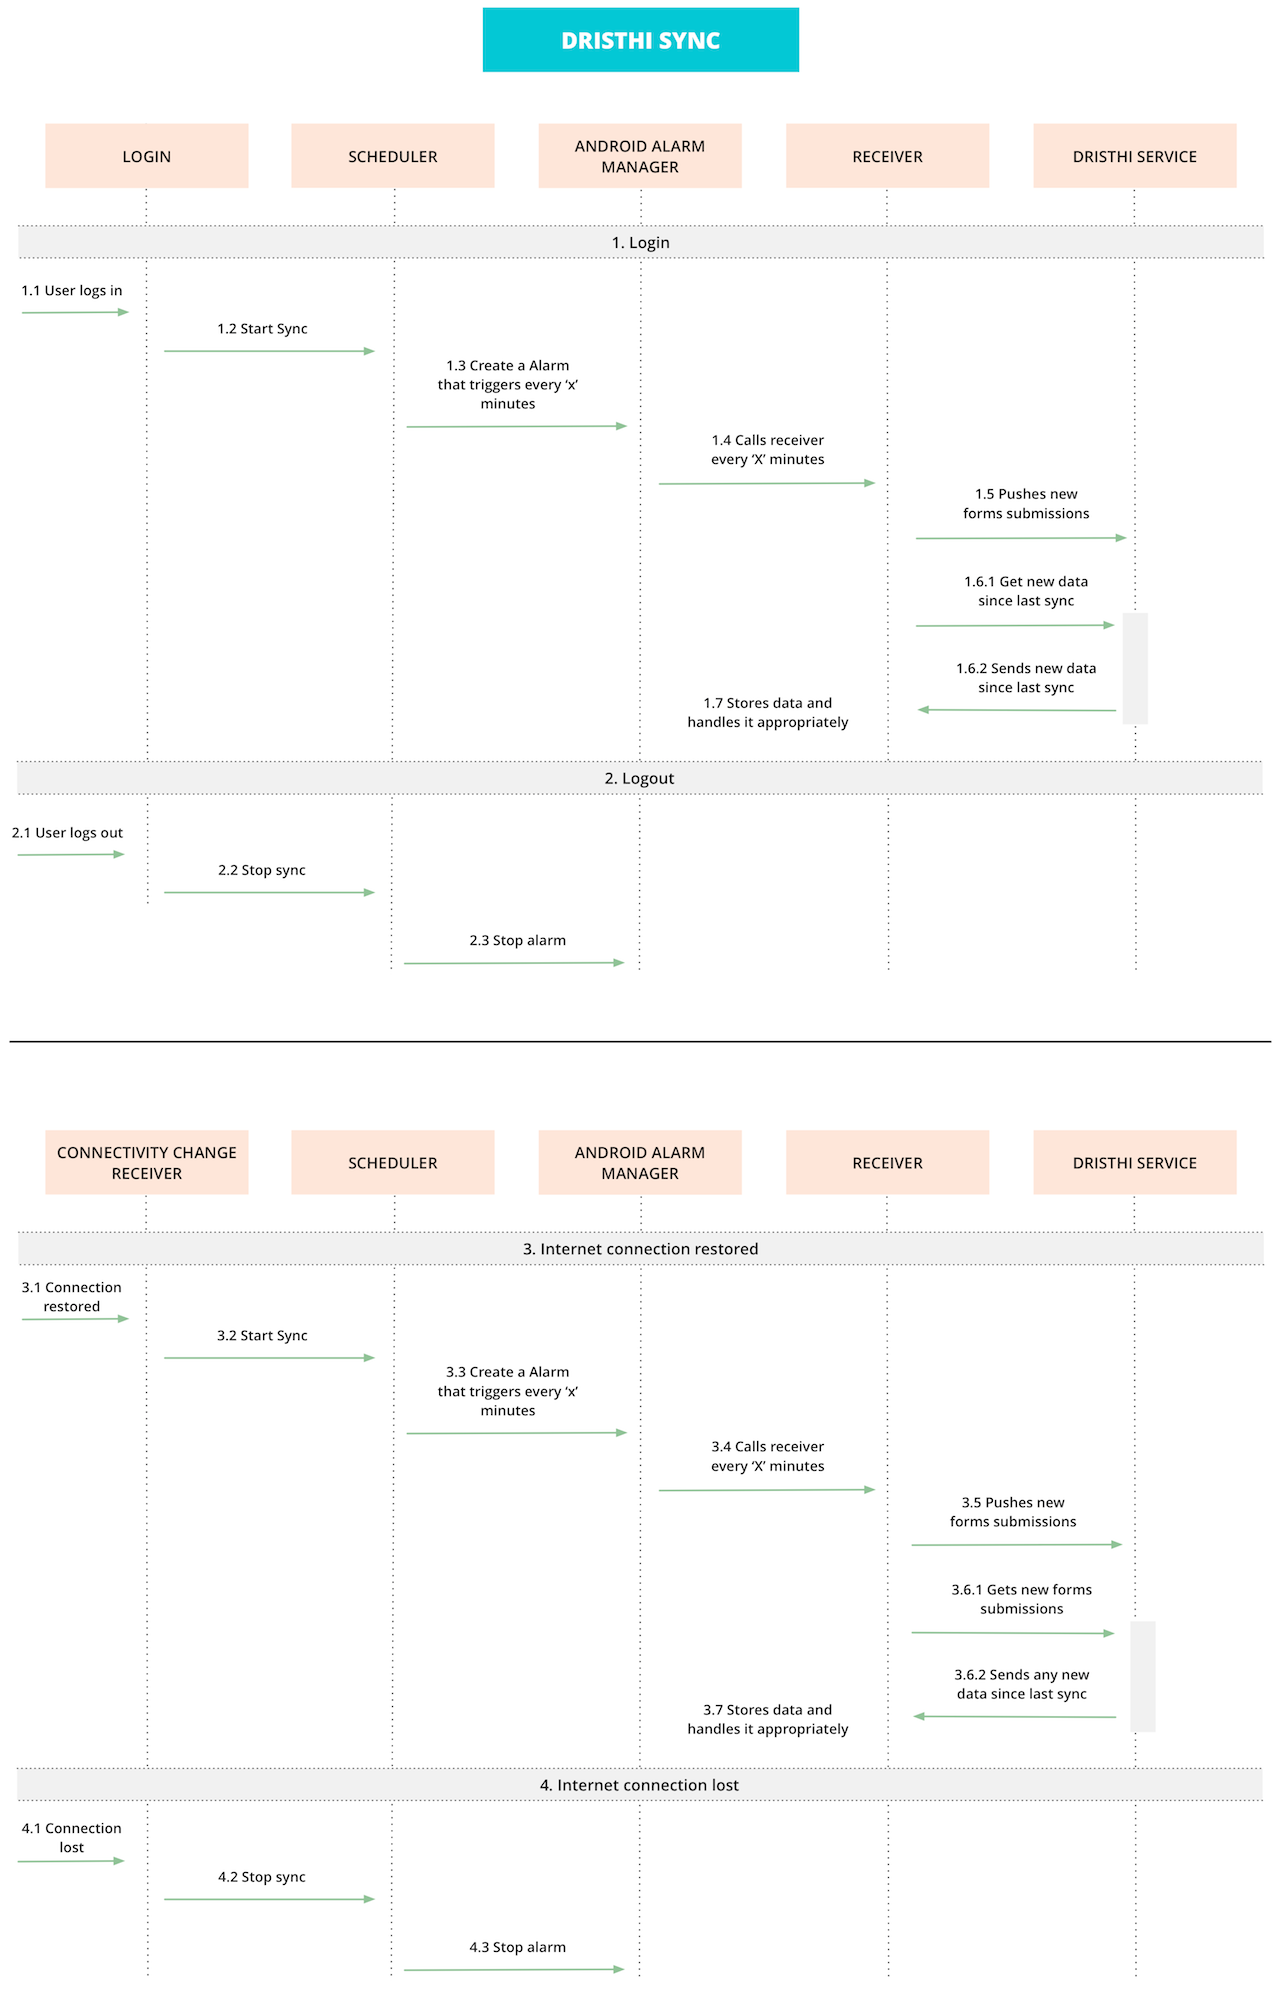 DRISTHI SYNC
LOGIN
SCHEDULER
ANDROID ALARM
MANAGER
RECEIVER
DRISTHI SERVICE
1. Login
1.1 User logs in
1.2 Start Sync
1.3 Create a Alarm
that triggers every ‘x’
minutes
1.4 Calls receiver
every ‘X’ minutes
1.5 Pushes new
forms submissions
1.6.1 Get new data
since last sync
1.6.2 Sends new data
since last sync
1.7 Stores data and
handles it appropriately
2. Logout
2.1 User logs out
2.2 Stop sync
2.3 Stop alarm
CONNECTIVITY CHANGE
RECEIVER
SCHEDULER
ANDROID ALARM
MANAGER
RECEIVER
DRISTHI SERVICE
3. Internet connection restored
3.1 Connection
restored
3.2 Start Sync
3.3 Create a Alarm
that triggers every ‘x’
minutes
3.4 Calls receiver
every ‘X’ minutes
3.5 Pushes new
forms submissions
3.6.1 Gets new forms
submissions
3.6.2 Sends any new
data since last sync
3.7 Stores data and
handles it appropriately
4. Internet connection lost
4.1 Connection
lost
4.2 Stop sync
4.3 Stop alarm